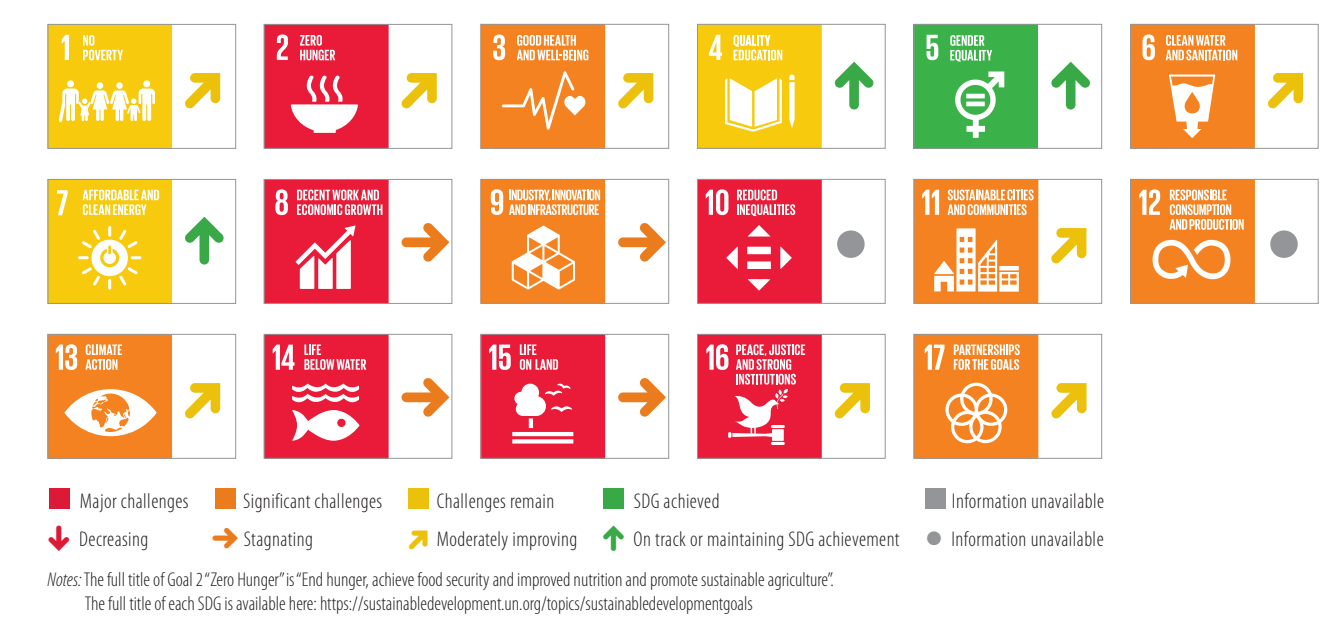 1 NO
POVERTY
2 ZERO
HUNGER
3 GOOD HEALTH
AND WELL-BEING
4 QUALITY
EDUCATION
5 GENDER
EQUALITY
6 CLEAN WATER
AND SANITATION
7 AFFORDABLE AND
CLEAN ENERGY
8 DECENT WORK AND
ECONOMIC GROWTH
9 INDUSTRY, INNOVATION
AND INFRASTRUCTURE
10 REDUCED
INEQUALITIES
11 SUSTAINABLE CITIES
AND COMMUNITIES
12 RESPONSIBLE
CONSUMPTION
AND PRODUCTION
13 CLIMATE
ACTION
14 LIFE
BELOW WATER
15 LIFE
ON LAND
16 PEACE, JUSTICE
AND STRONG
INSTITUTIONS
17 PARTNERSHIPS
FOR THE GOALS
Major challenges Significant challenges Challenges remain SDG achieved Information unavailable
Decreasing Stagnating Moderately improving On track or maintaining SDG achievement Information unavailable
Notes: The full title of Goal 2 “Zero Hunger” is “End hunger, achieve food security and improved nutrition and promote sustainable agriculture”.
The full title of each SDG is available here: https://sustainabledevelopment.un.org/topics/sustainabledevelopmentgoals